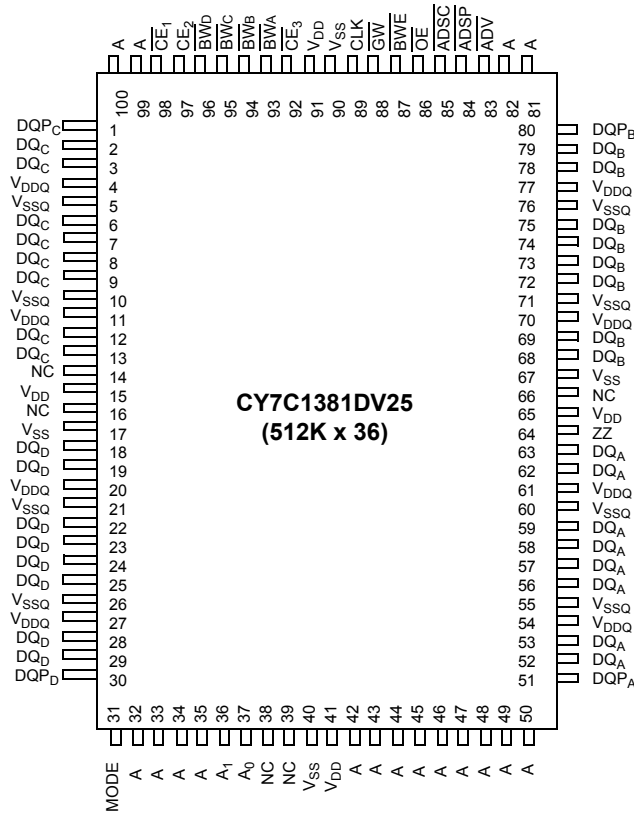 A A CE1 CE2 BWD BWC BWB BWA CE3 VDD VSS CLK GW BWE OE ADSC ADSP ADV A A
100 99 98 97 96 95 94 93 92 91 90 89 88 87 86 85 84 83 82 81
DQPC 1 80 DQPB
DQC 2 79 DQB
DQC 3 78 DQB
VDDQ 4 77 VDDQ
VSSQ 5 76 VSSQ
DQC 6 75 DQB
DQC 7 74 DQB
DQC 8 73 DQB
DQC 9 72 DQB
VSSQ 10 71 VSSQ
VDDQ 11 70 VDDQ
DQC 12 69 DQB
DQC 13 68 DQB
NC 14 67 VSS
VDD 15 66 NC
NC 16 65 VDD
VSS 17 64 ZZ
DQD 18 63 DQA
DQD 19 62 DQA
VDDQ 20 61 VDDQ
VSSQ 21 60 VSSQ
DQD 22 59 DQA
DQD 23 58 DQA
DQD 24 57 DQA
DQD 25 56 DQA
VSSQ 26 55 VSSQ
VDDQ 27 54 VDDQ
DQD 28 53 DQA
DQD 29 52 DQA
DQPD 30 51 DQPA
CY7C1381DV25
(512K x 36)
31 32 33 34 35 36 37 38 39 40 41 42 43 44 45 46 47 48 49 50
MODE A A A A A1 A0 NC NC VSS VDD A A A A A A A A A